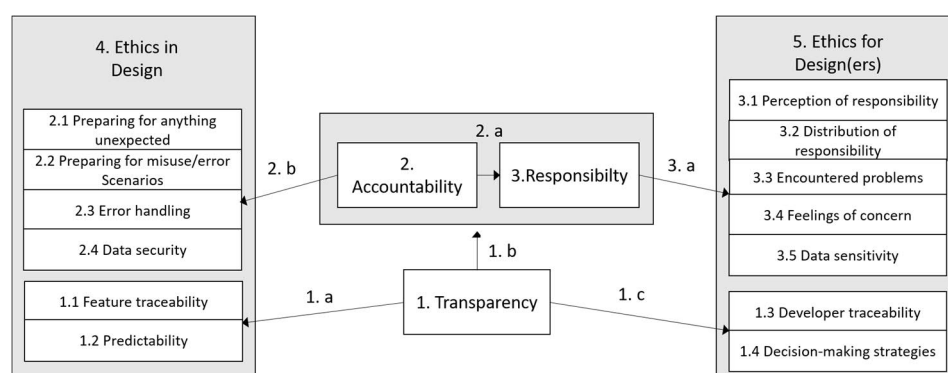 4. Ethics in
Design
2.1 Preparing for anything
unexpected
2.2 Preparing for misuse/error
Scenarios
2.3 Error handling
2.4 Data security
1.1 Feature traceability
1.2 Predictability
2. b
1. a
2. a
2.
Accountability
3.Responsibilty
1. b
1. Transparency
3. a
1. c
5. Ethics for
Design(ers)
3.1 Perception of responsibility
3.2 Distribution of
responsibility
3.3 Encountered problems
3.4 Feelings of concern
3.5 Data sensitivity
1.3 Developer traceability
1.4 Decision-making strategies